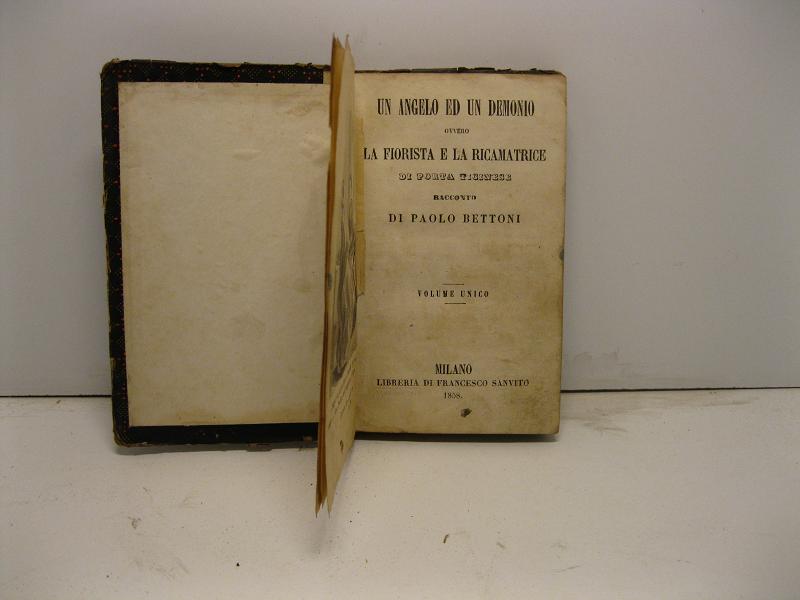 UN ANGELO ED UN DEMONIO
OVVERO
LA FIORISTA E LA RICAMATRICE
DI PORTA TICINESE
RACCONTO
DI PAOLO BETTONI
VOLUME UNICO
MILANO
LIBRERIA DI FRANCESCO SANVITO
1858.